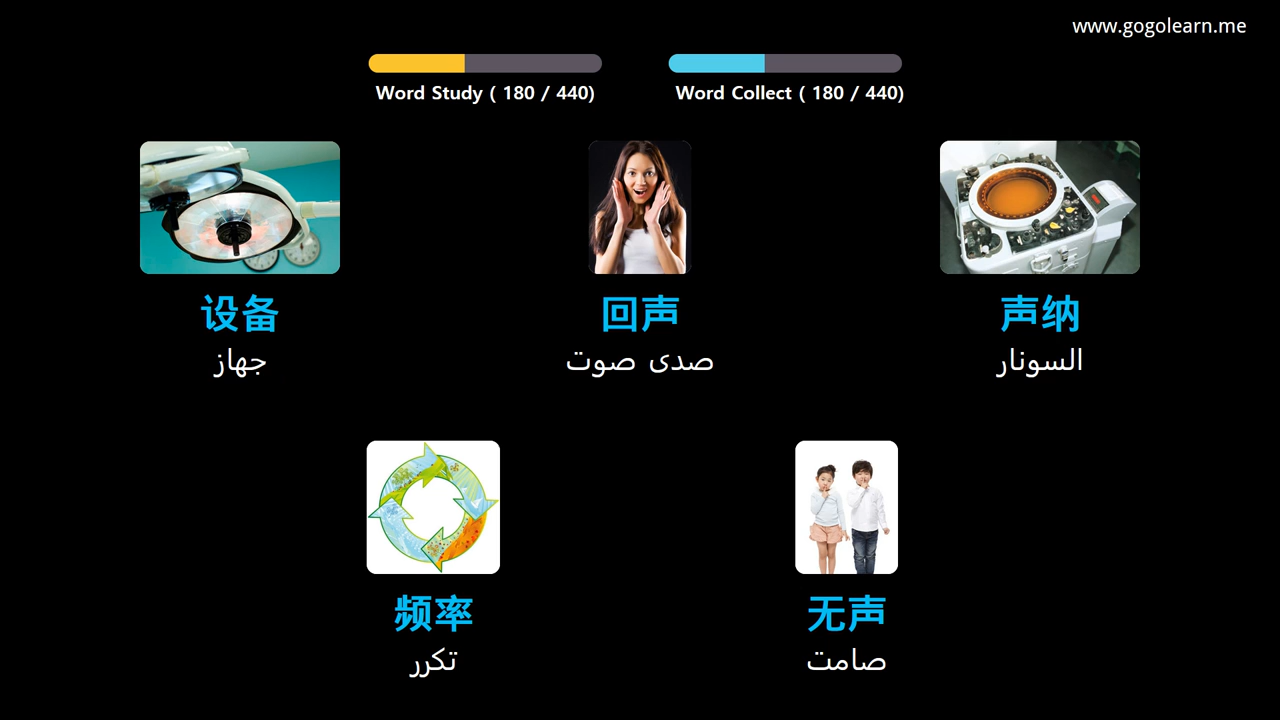 www.gogolearn.me
Word Study ( 180 / 440)
Word Collect ( 180 / 440)
设备
جهاز
回声
صدى صوت
声纳
السونار
频率
تكرر
无声
صامت